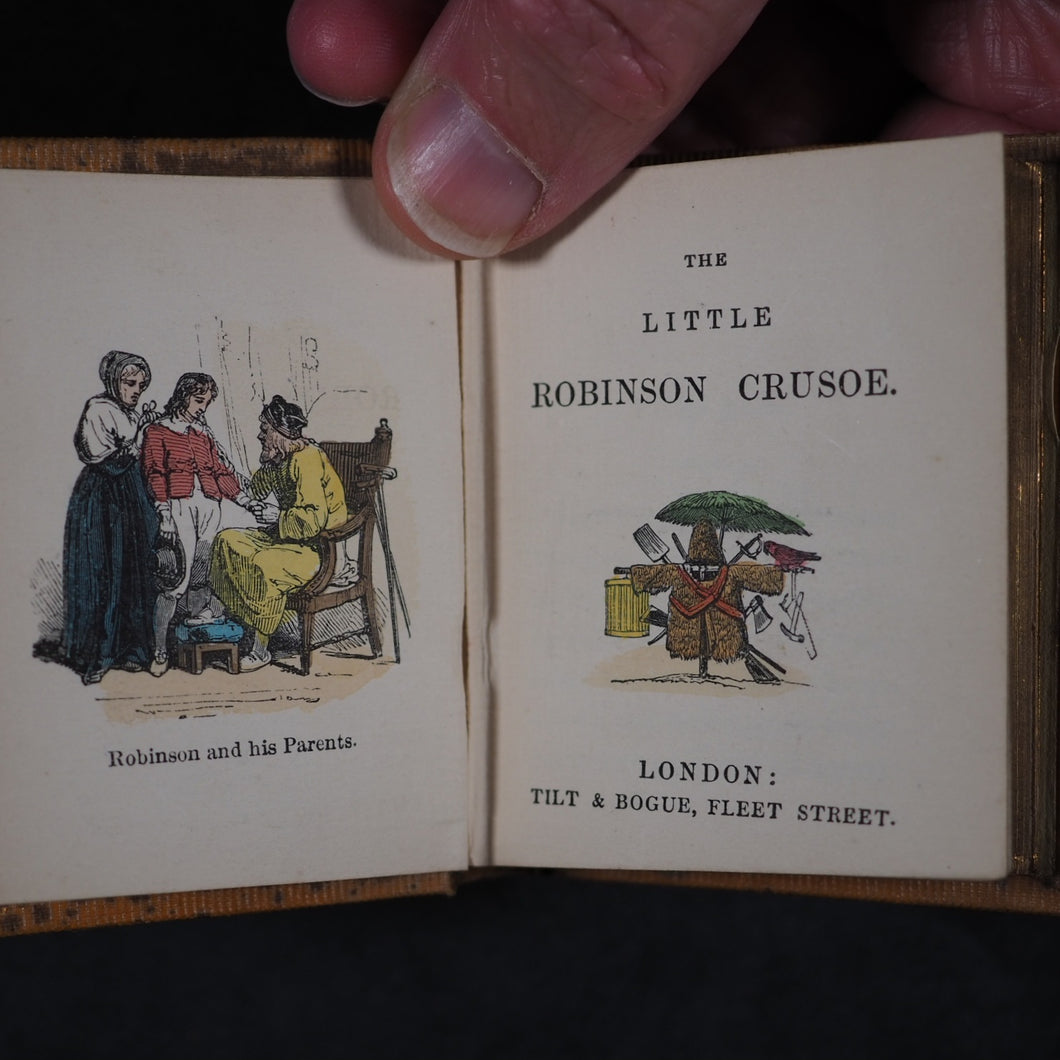 Robinson and his Parents.
THE
LITTLE
ROBINSON CRUSOE.
LONDON:
TILT & BOGUE, FLEET STREET.